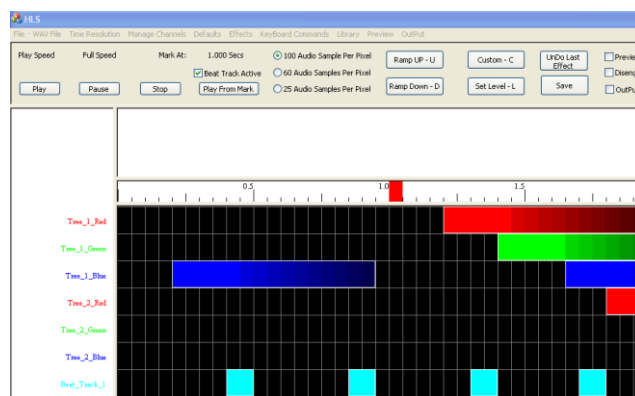 HLS
File - WAV File Time Resolution Manage Channels Defaults Effects KeyBoard Commands Library Preview OutPut
Play Speed Full Speed Mark At: 1.000 Secs 100 Audio Sample Per Pixel Ramp UP - U Custom - C UnDo Last Effect Preview
Beat Track Active 60 Audio Samples Per Pixel Diseng
Play Pause Stop Play From Mark 25 Audio Samples Per Pixel Ramp Down - D Set Level - L Save OutPu
0.5 1.0 1.5
Tree_1_Red
Tree_1_Green
Tree_1_Blue
Tree_2_Red
Tree_2_Green
Tree_2_Blue
Beat_Track_1